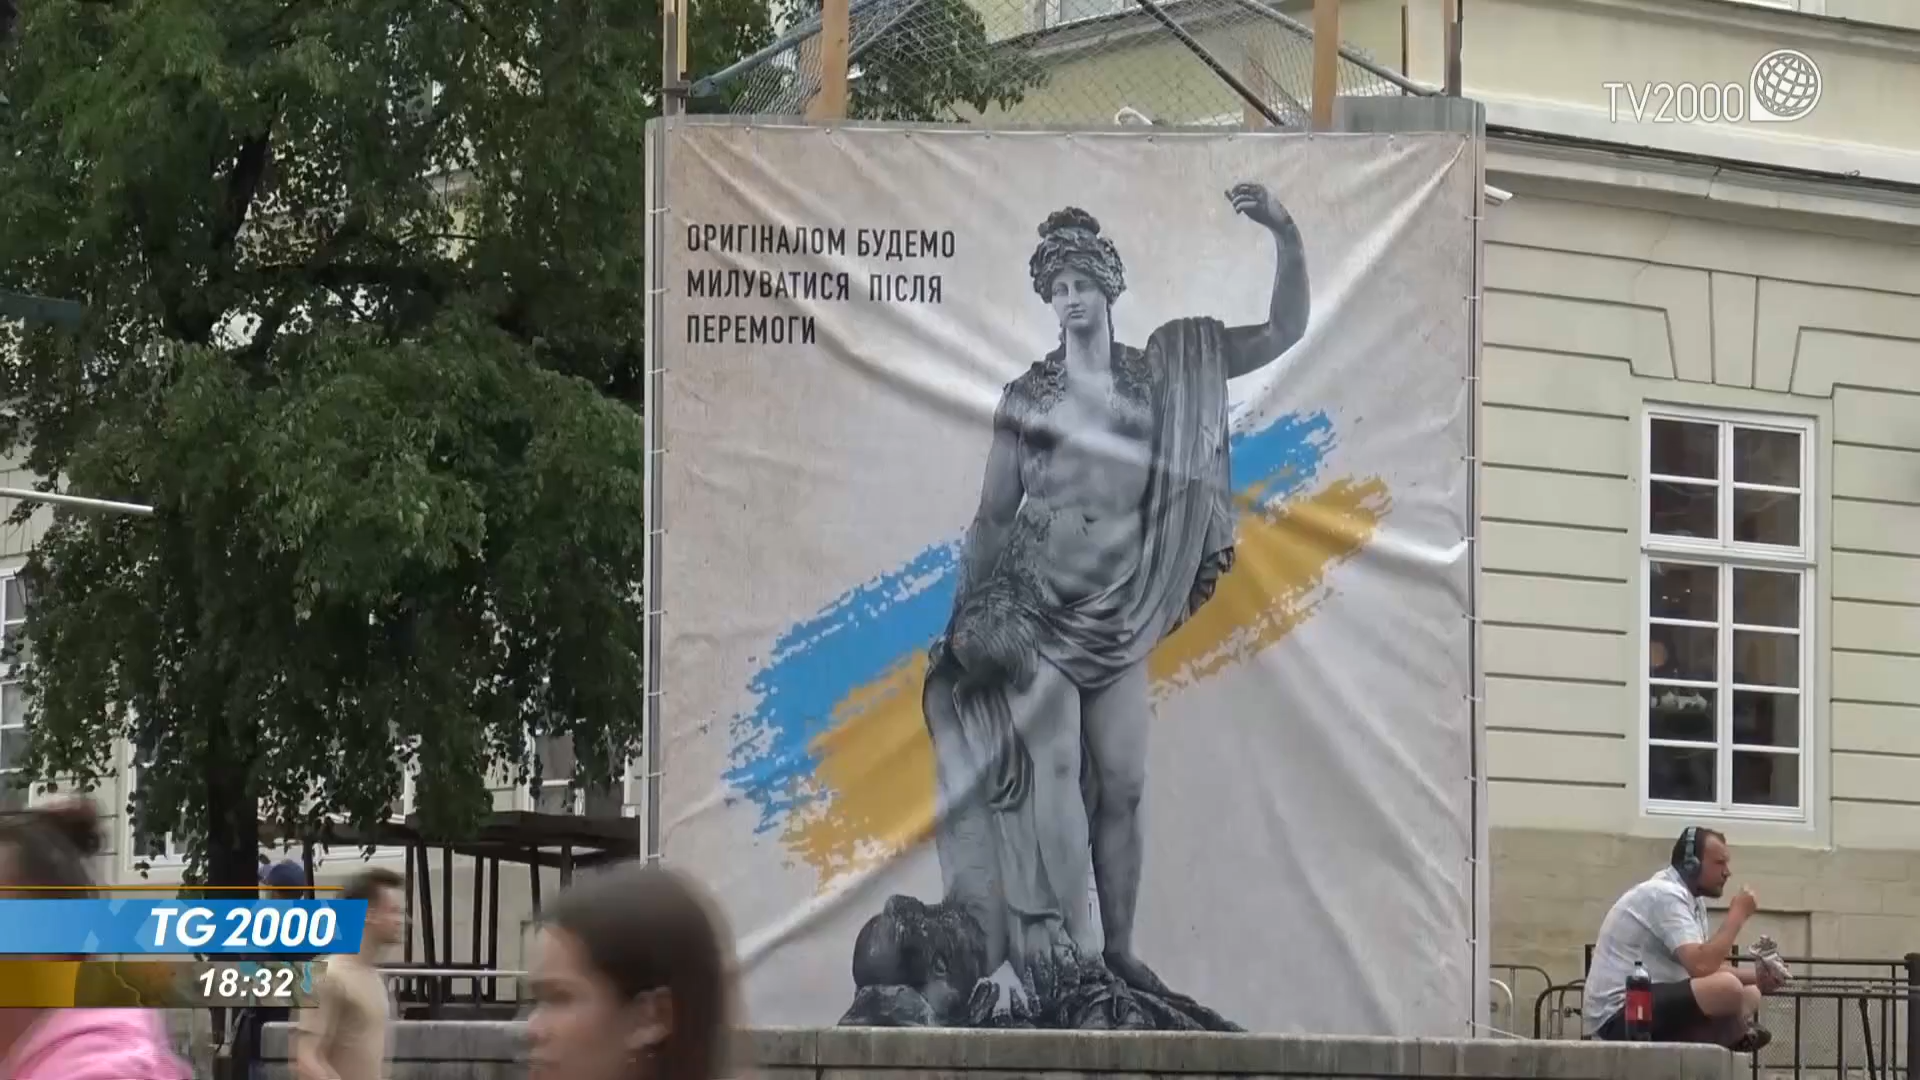 TV2000
ОРИГІНАЛОМ БУДЕМО
МИЛУВАТИСЯ ПІСЛЯ
ПЕРЕМОГИ
TG 2000
18:32